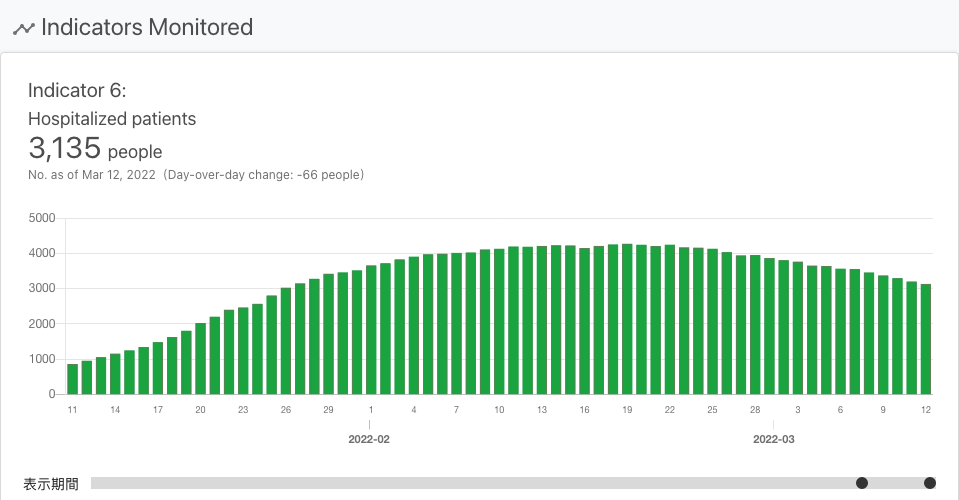 Indicators Monitored
Indicator 6:
Hospitalized patients
3,135 people
No. as of Mar 12, 2022 (Day-over-day change: -66 people)
5000
4000
3000
2000
1000
0
11 14 17 20 23 26 29 1 4 7 10 13 16 19 22 25 28 3 6 9 12
2022-02 2022-03
表示期間